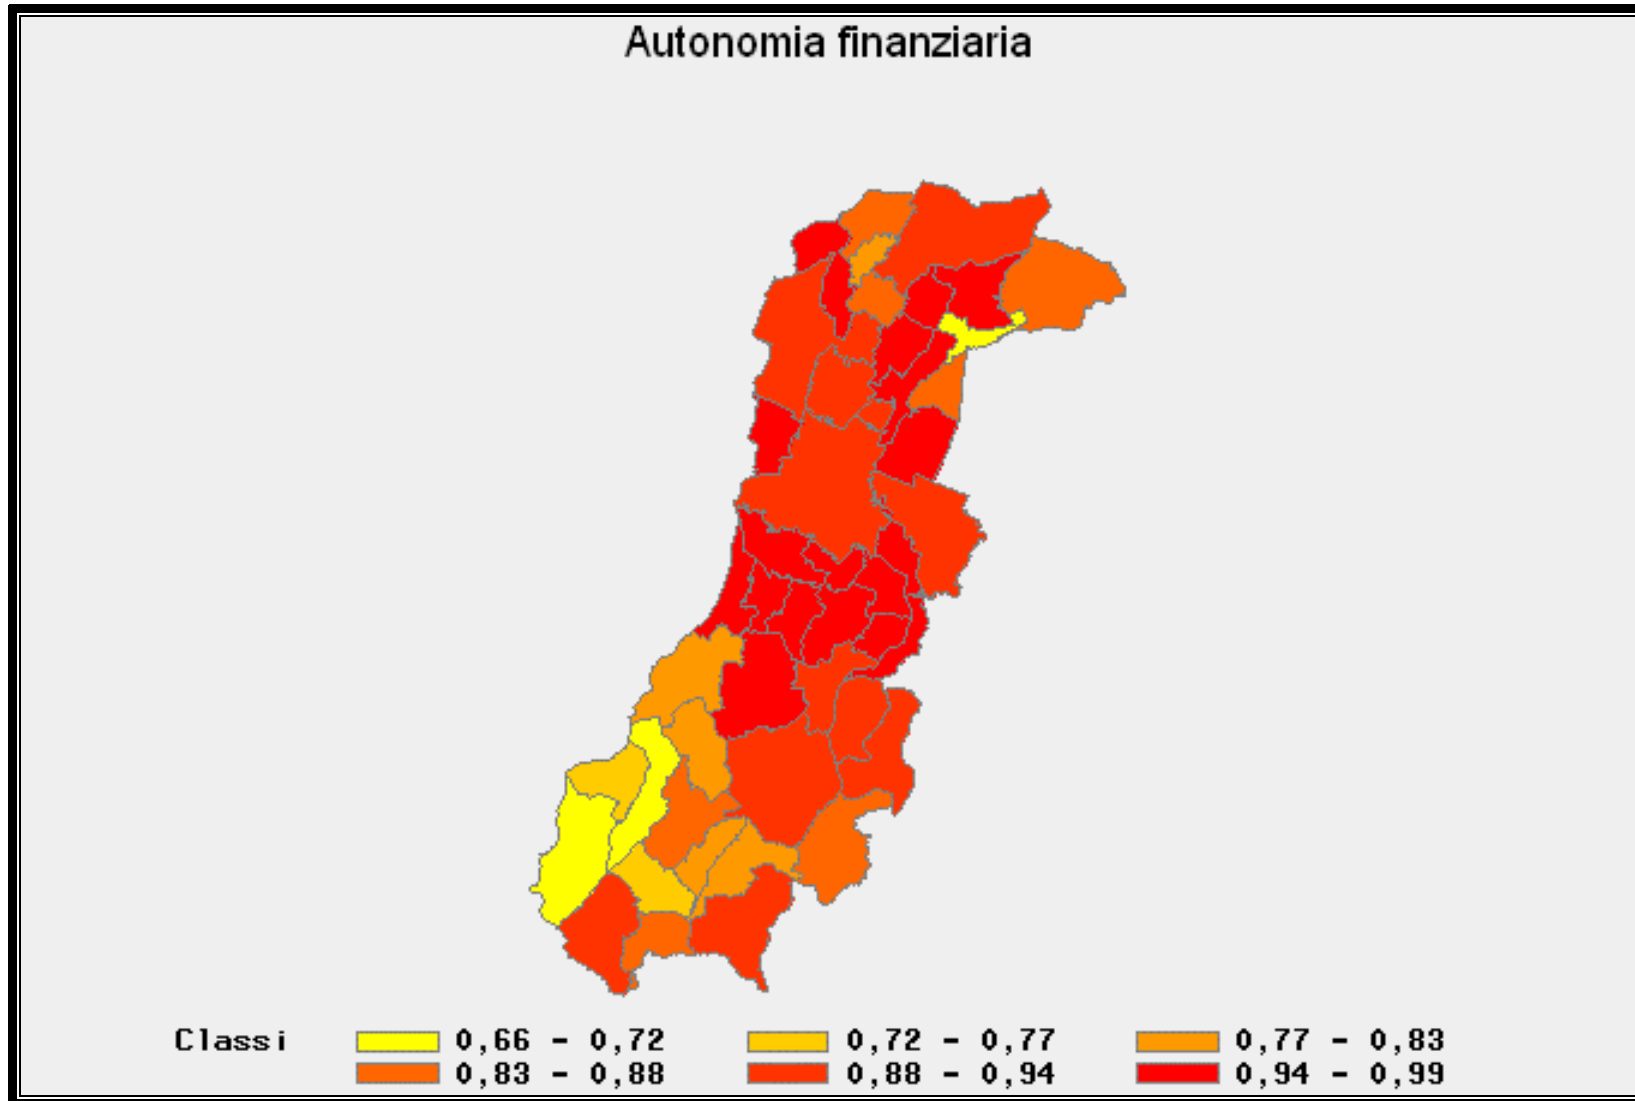 Autonomia finanziaria
Classi 0,66 - 0,72 0,72 - 0,77 0,77 - 0,83
0,83 - 0,88 0,88 - 0,94 0,94 - 0,99